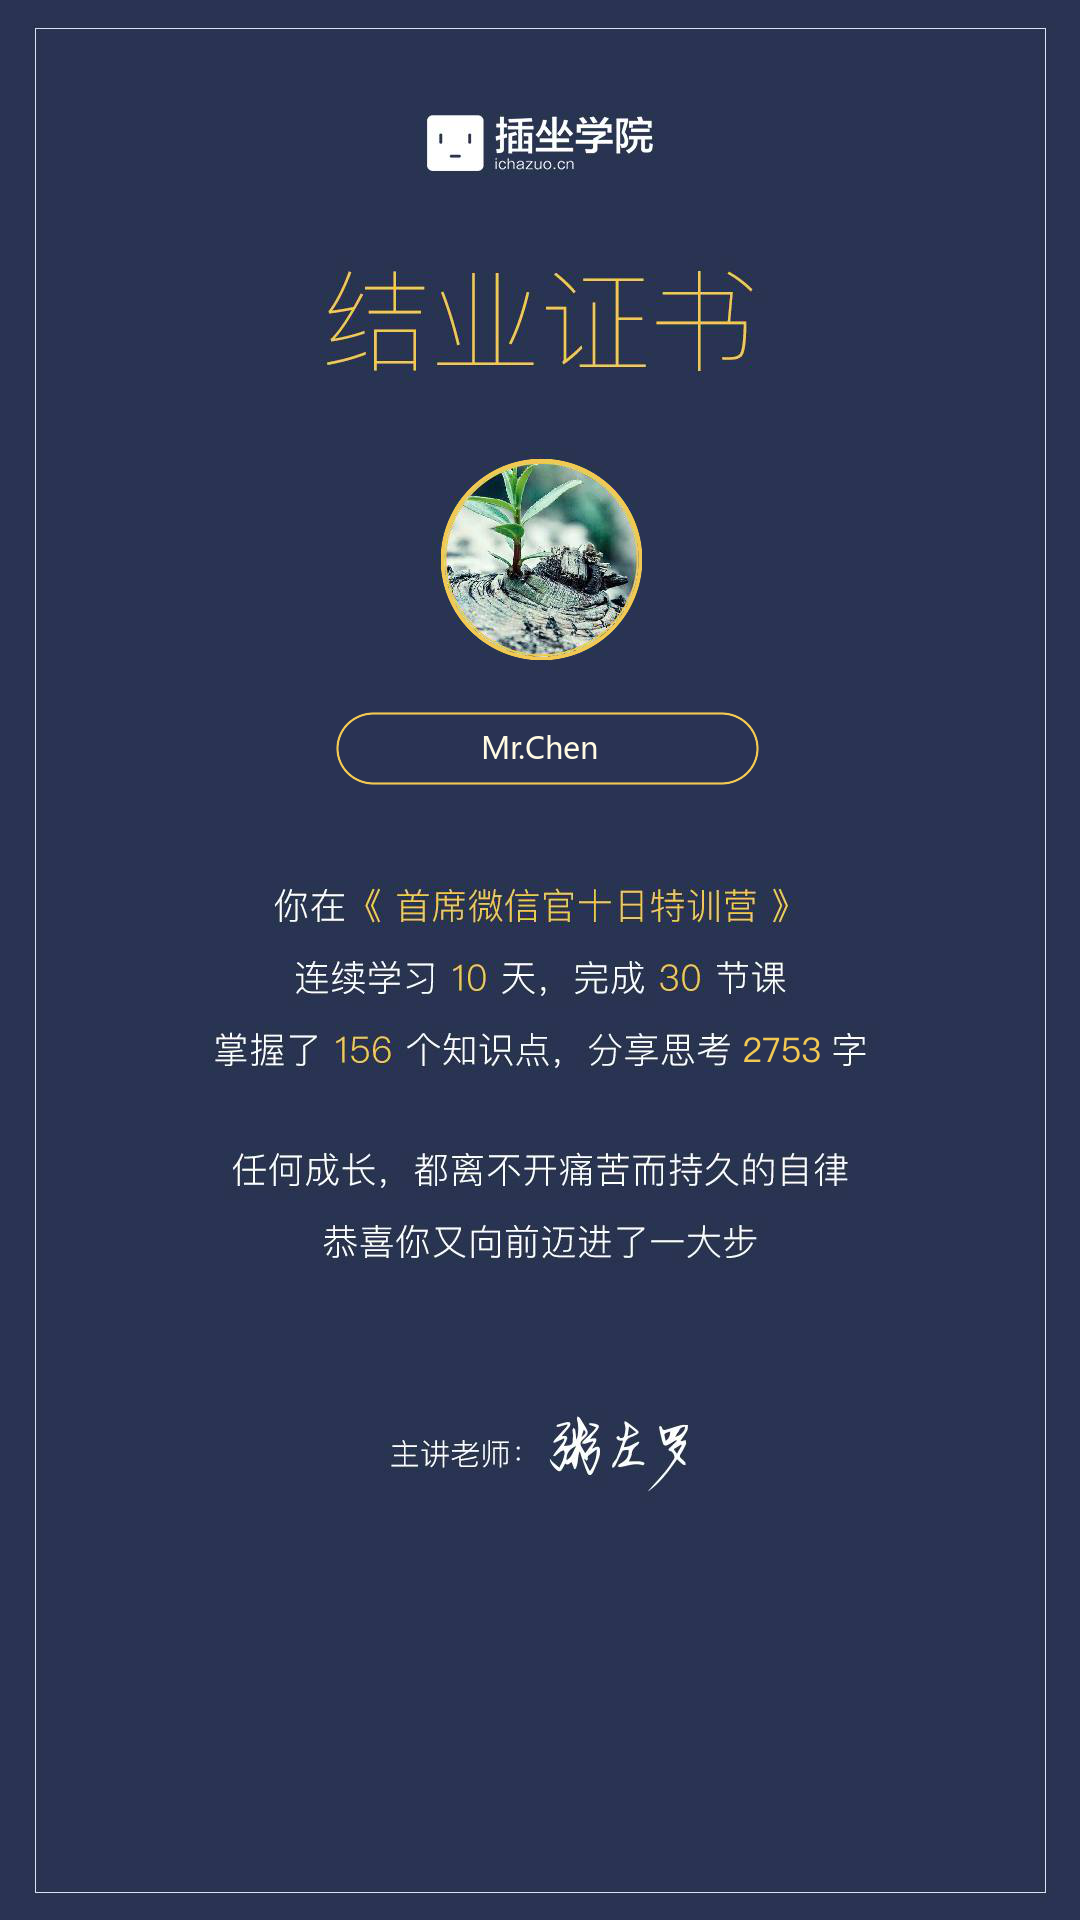 插坐学院
ichazuo.cn
结业证书
Mr.Chen
你在《 首席微信官十日特训营 》
连续学习 10 天，完成 30 节课
掌握了 156 个知识点，分享思考 2753 字
任何成长，都离不开痛苦而持久的自律
恭喜你又向前迈进了一大步
主讲老师：粥左罗